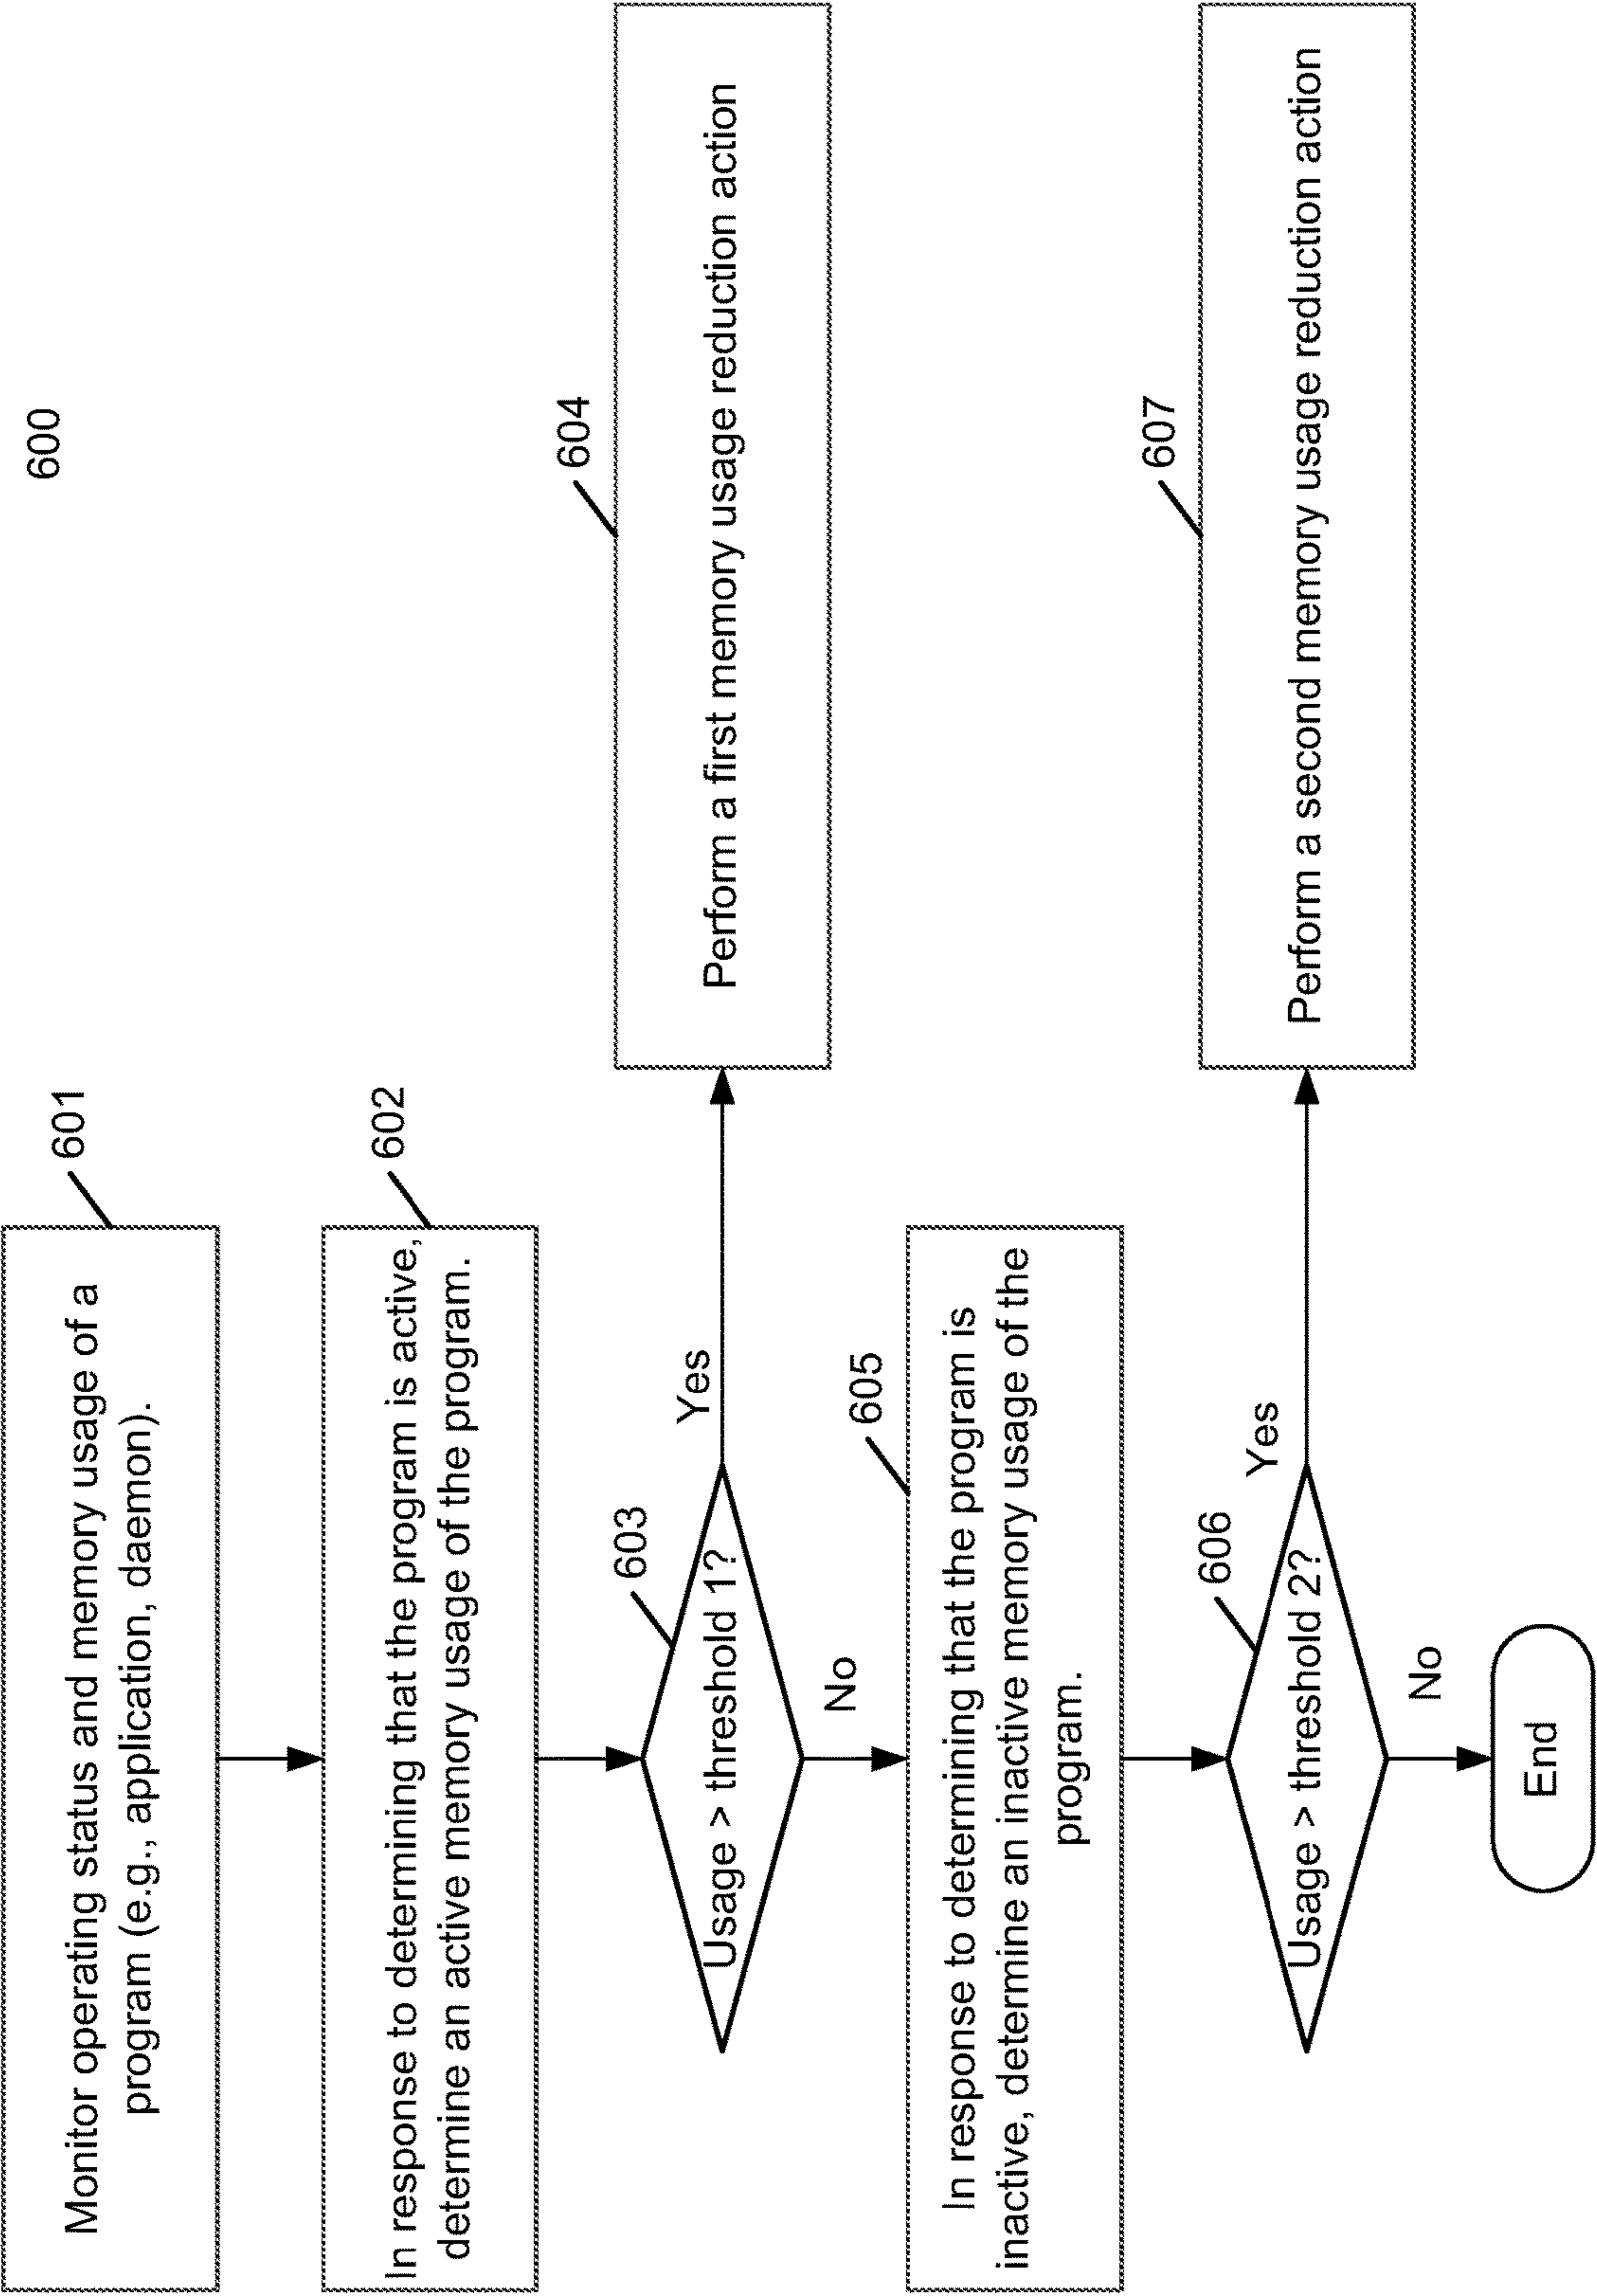 600
601
Monitor operating status and memory usage of a
program (e.g., application, daemon).
602
In response to determining that the program is active,
determine an active memory usage of the program.
603
Usage > threshold 1?
Yes
604
Perform a first memory usage reduction action
No
605
In response to determining that the program is
inactive, determine an inactive memory usage of the
program.
606
Usage > threshold 2?
Yes
607
Perform a second memory usage reduction action
No
End